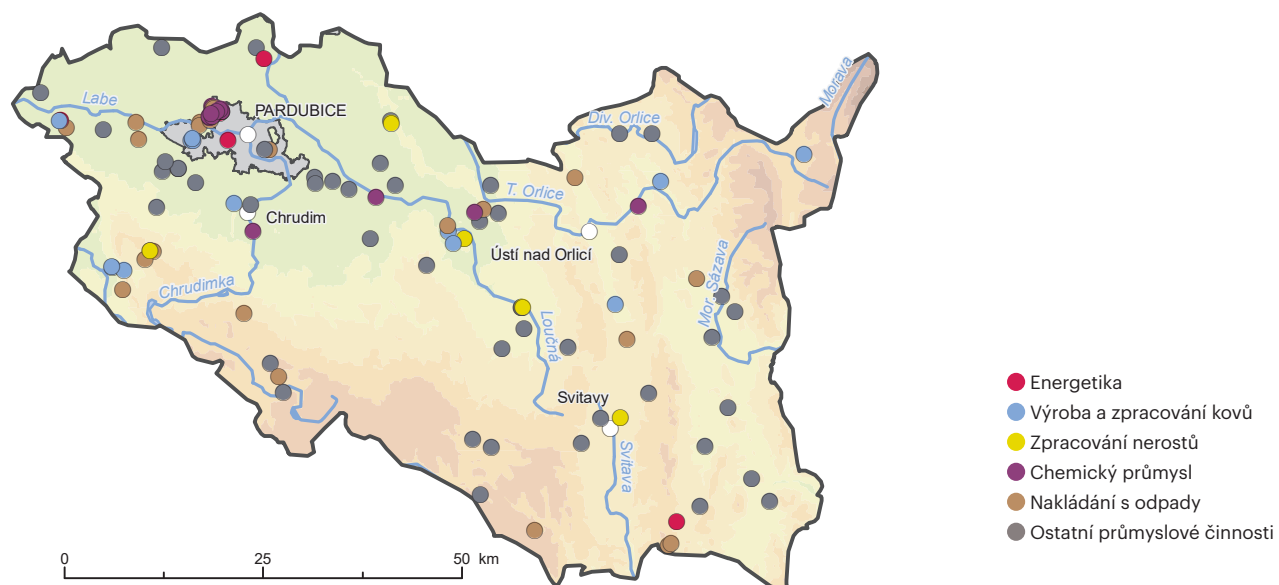 Morava
Labe
PARDUBICE
Div. Orlice
T. Orlice
Chrudim
Ústí nad Orlicí
Chrudimka
Mor. Sázava
Loučná
Svitavy
Svitava
Energetika
Výroba a zpracování kovů
Zpracování nerostů
Chemický průmysl
Nakládání s odpady
Ostatní průmyslové činnosti
0 25 50 km